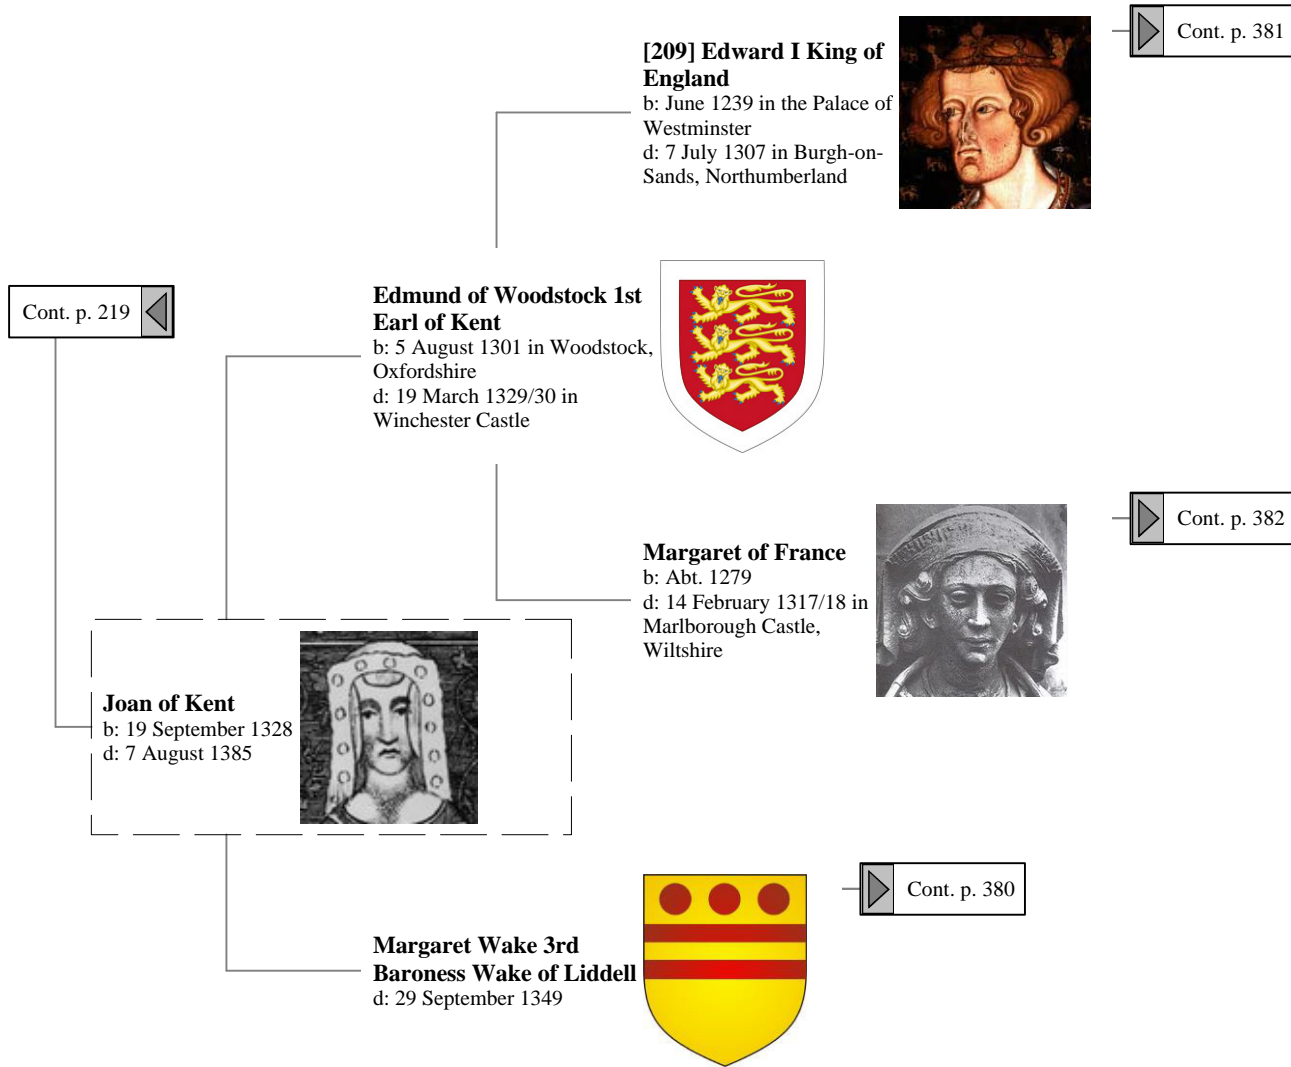 Cont. p. 381
[209] Edward I King of
England
b: June 1239 in the Palace of
Westminster
d: 7 July 1307 in Burgh-on-
Sands, Northumberland
Cont. p. 219
Edmund of Woodstock 1st
Earl of Kent
b: 5 August 1301 in Woodstock,
Oxfordshire
d: 19 March 1329/30 in
Winchester Castle
Cont. p. 382
Margaret of France
b: Abt. 1279
d: 14 February 1317/18 in
Marlborough Castle,
Wiltshire
Joan of Kent
b: 19 September 1328
d: 7 August 1385
Cont. p. 380
Margaret Wake 3rd
Baroness Wake of Liddell
d: 29 September 1349